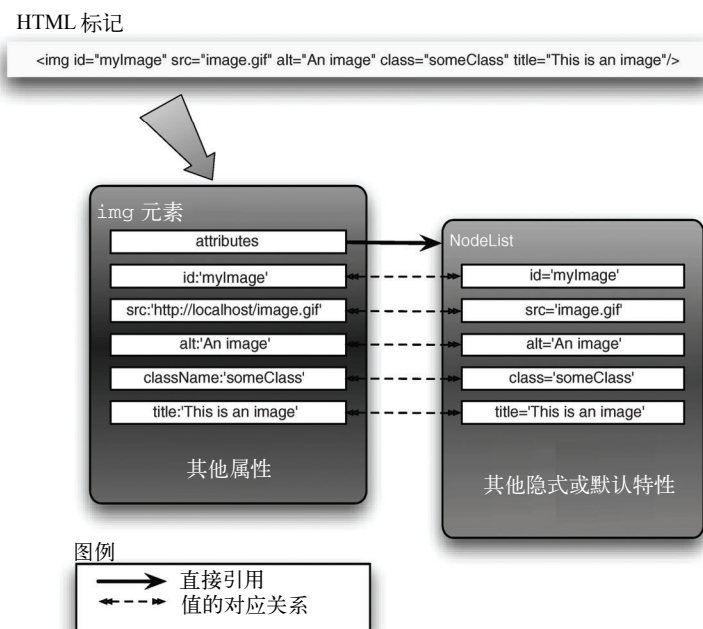 HTML 标记
<img id="myImage" src="image.gif" alt="An image" class="someClass" title="This is an image"/>
img 元素
attributes
id:'myImage'
src:'http://localhost/image.gif'
alt:'An image'
className:'someClass'
title:'This is an image'
其他属性
NodeList
id='myImage'
src='image.gif'
alt='An image'
class='someClass'
title='This is an image'
其他隐式或默认特性
图例
直接引用
值的对应关系